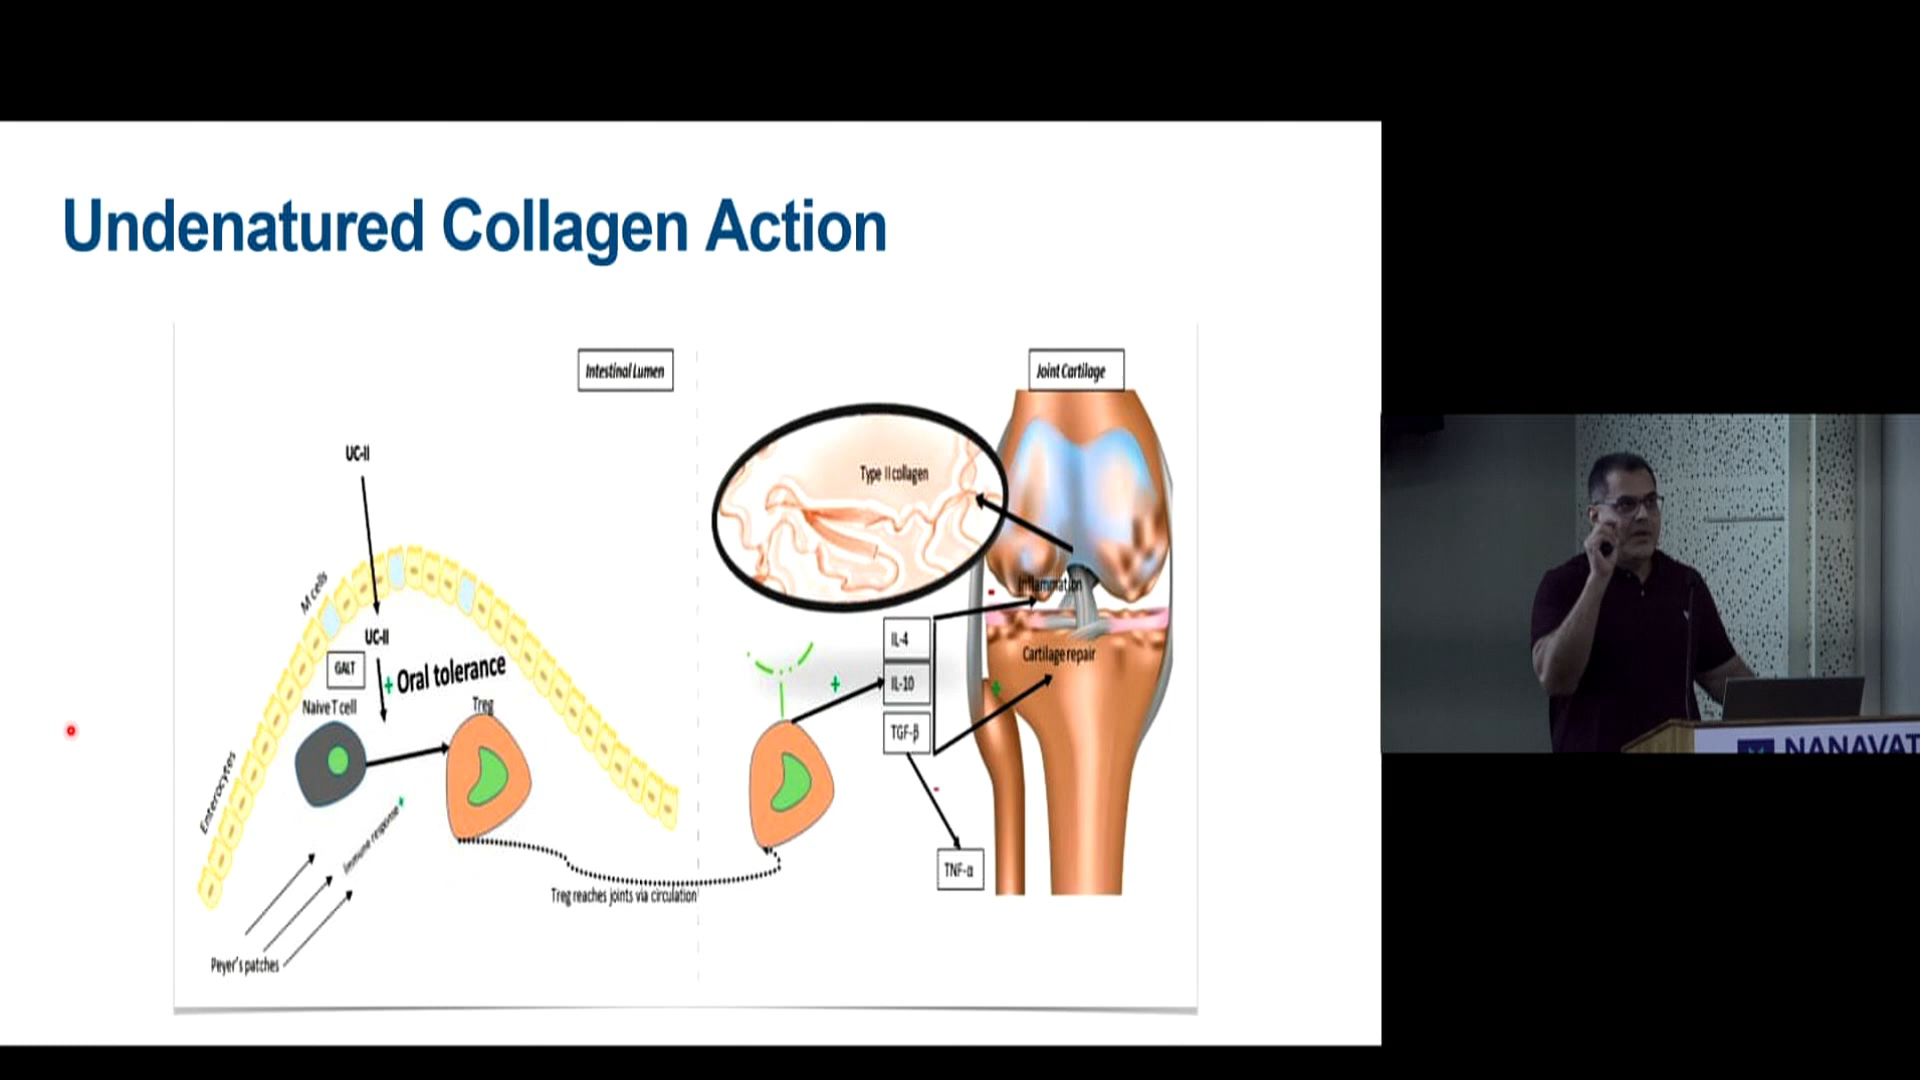 Undenatured Collagen Action
Intestinal Lumen
Joint Cartilage
UC-II
Type II collagen
M cells
Inflammation
UC-II
IL-4
GALT
+ Oral tolerance
Cartilage repair
Naive T cell
Treg
+
IL-10
+
TGF-β
Enterocytes
Immune response +
TNF-α
Treg reaches joints via circulation
Peyer's patches
NANAVAT